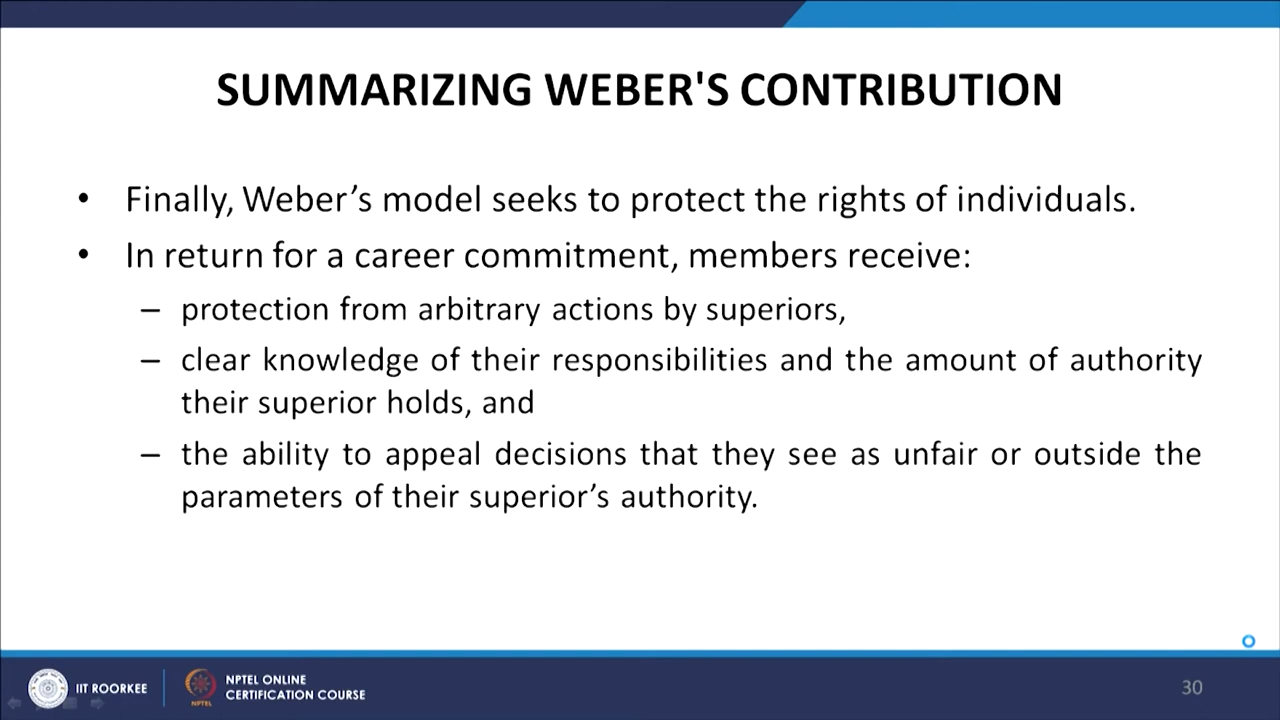 SUMMARIZING WEBER'S CONTRIBUTION
• Finally, Weber’s model seeks to protect the rights of individuals.
• In return for a career commitment, members receive:
– protection from arbitrary actions by superiors,
– clear knowledge of their responsibilities and the amount of authority
their superior holds, and
– the ability to appeal decisions that they see as unfair or outside the
parameters of their superior’s authority.
IIT ROORKEE
NPTEL
NPTEL ONLINE
CERTIFICATION COURSE
30